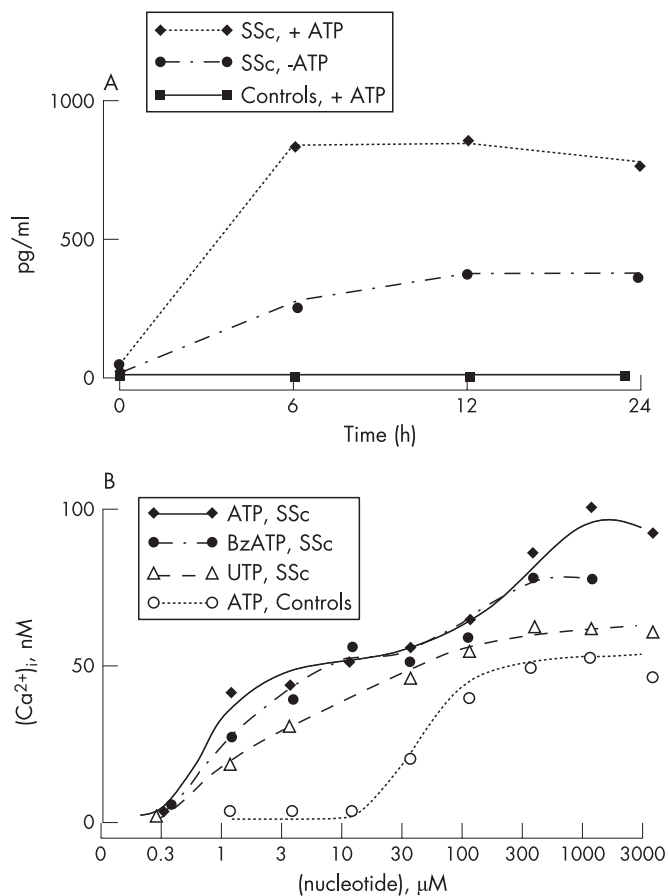 SSc, + ATP
SSc, -ATP
Controls, + ATP
A
1000
500
0
pg/ml
0 6 12 24
Time (h)
B
ATP, SSc
BzATP, SSc
UTP, SSc
ATP, Controls
100
50
0
(Ca²⁺)ᵢ, nM
0 0.3 1 3 10 30 100 300 1000 3000
(nucleotide), µM